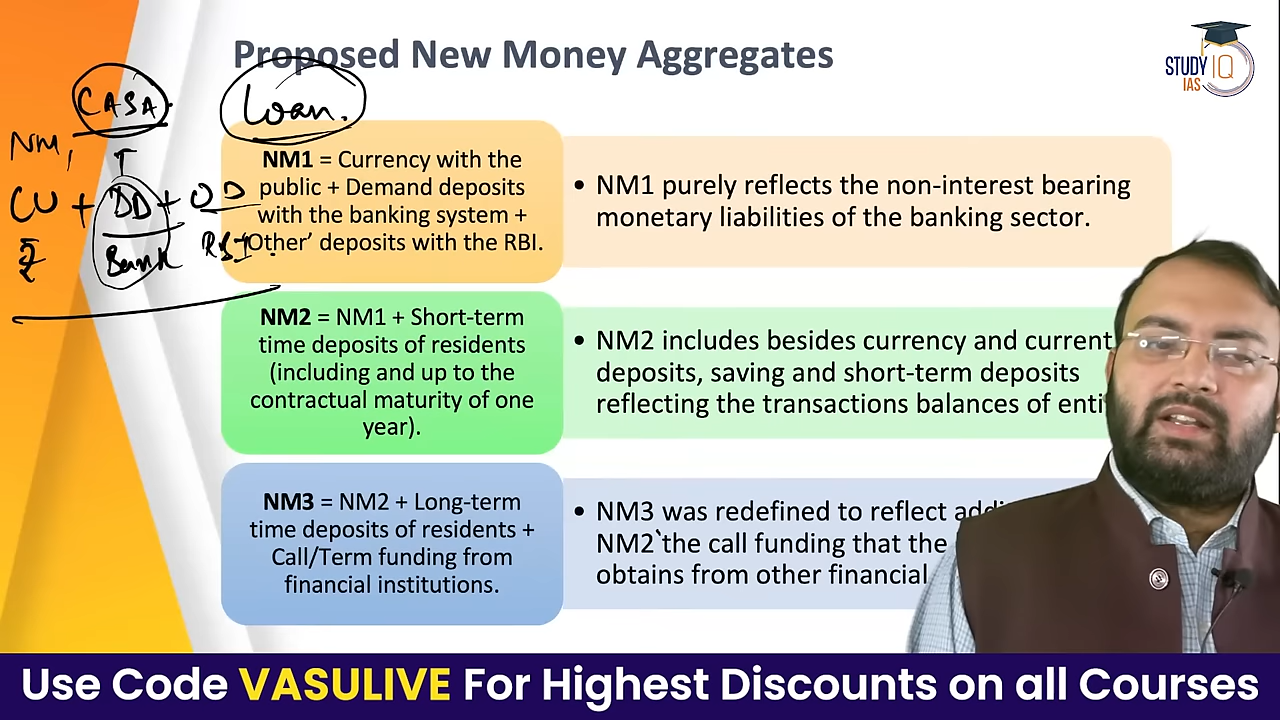 Proposed New Money Aggregates
STUDY IQ
IAS
CASA
Loan.
NM1
CU + DD + OD
₹ Bank RBI
NM1 = Currency with the
public + Demand deposits
with the banking system +
Other’ deposits with the RBI.
• NM1 purely reflects the non-interest bearing
monetary liabilities of the banking sector.
NM2 = NM1 + Short-term
time deposits of residents
(including and up to the
contractual maturity of one
year).
• NM2 includes besides currency and current
deposits, saving and short-term deposits
reflecting the transactions balances of enti
NM3 = NM2 + Long-term
time deposits of residents +
Call/Term funding from
financial institutions.
• NM3 was redefined to reflect addi
NM2 the call funding that the
obtains from other financial
Use Code VASULIVE For Highest Discounts on all Courses